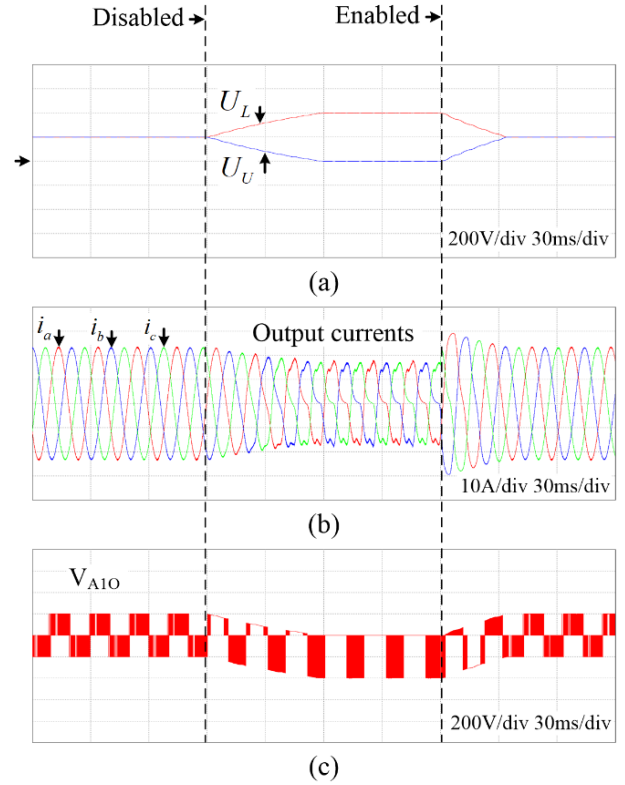 Disabled
Enabled
U_L
U_U
200V/div 30ms/div
(a)
i_a i_b i_c
Output currents
10A/div 30ms/div
(b)
V_A1O
200V/div 30ms/div
(c)